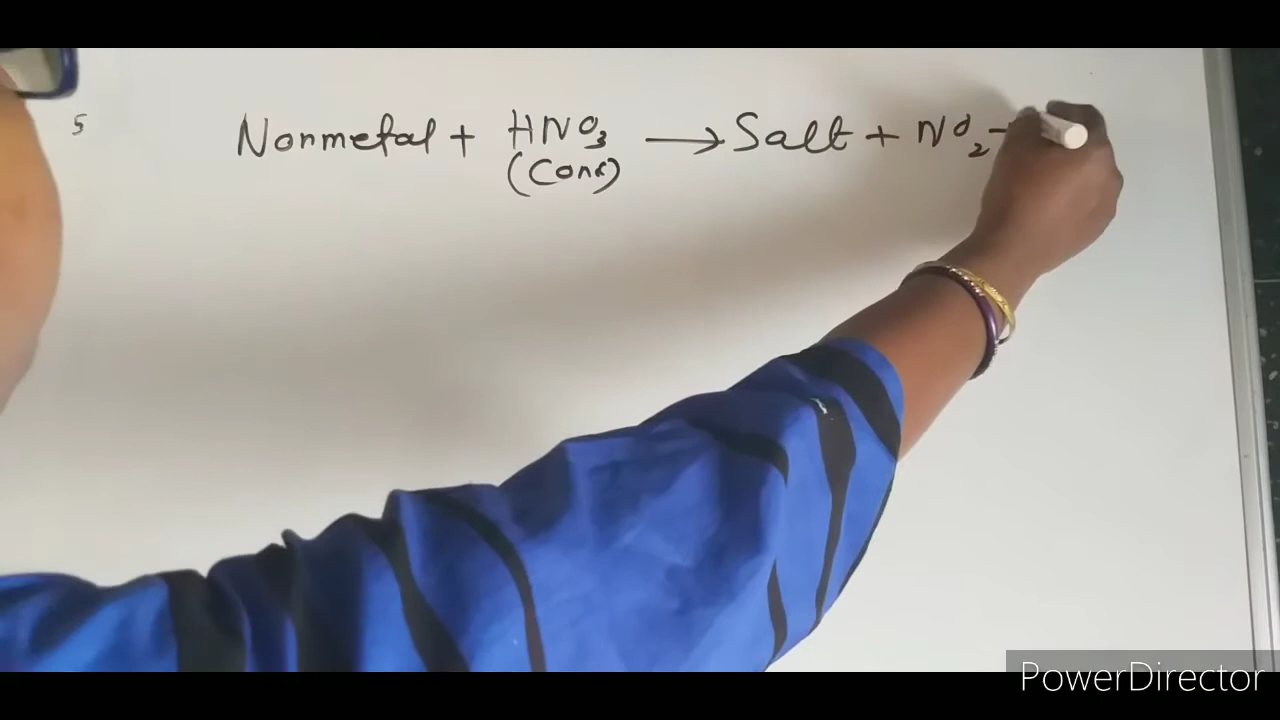 5
Nonmetal + HNO3 → Salt + NO2 +
(Conc)
PowerDirector